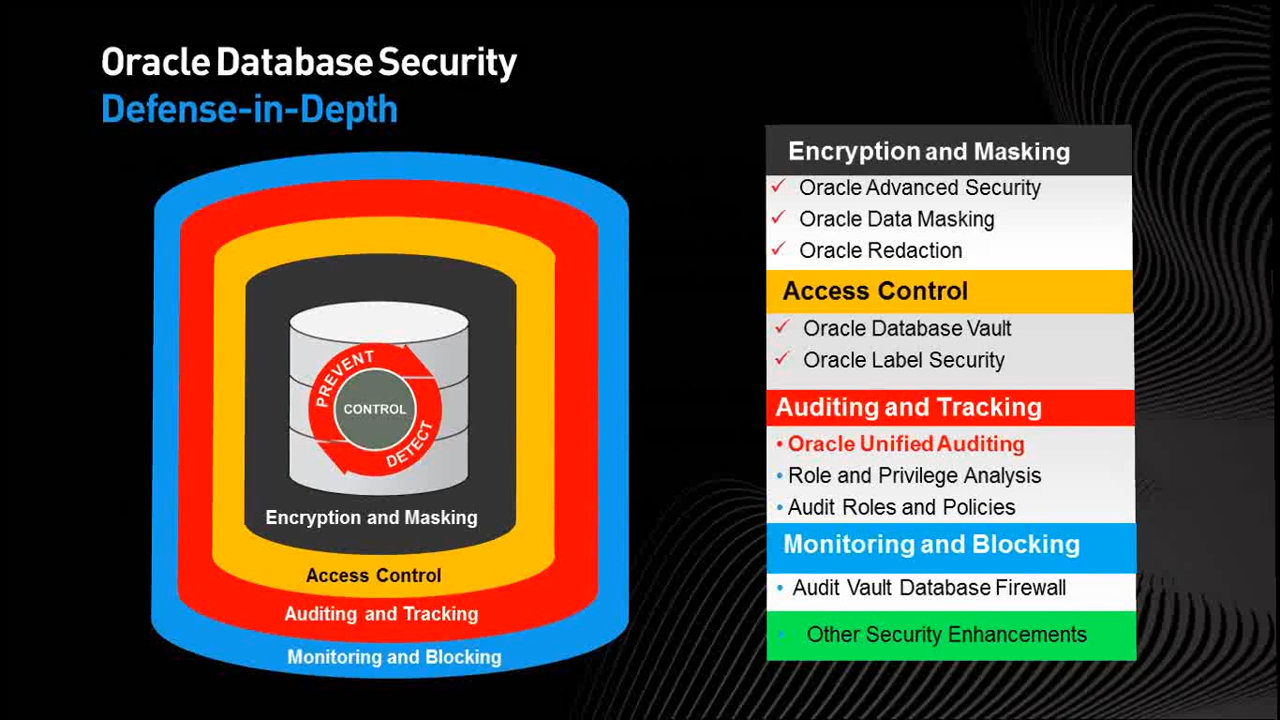 Oracle Database Security
Defense-in-Depth
PREVENT
CONTROL
DETECT
Encryption and Masking
Access Control
Auditing and Tracking
Monitoring and Blocking
Encryption and Masking
✓ Oracle Advanced Security
✓ Oracle Data Masking
✓ Oracle Redaction
Access Control
✓ Oracle Database Vault
✓ Oracle Label Security
Auditing and Tracking
• Oracle Unified Auditing
• Role and Privilege Analysis
• Audit Roles and Policies
Monitoring and Blocking
• Audit Vault Database Firewall
• Other Security Enhancements